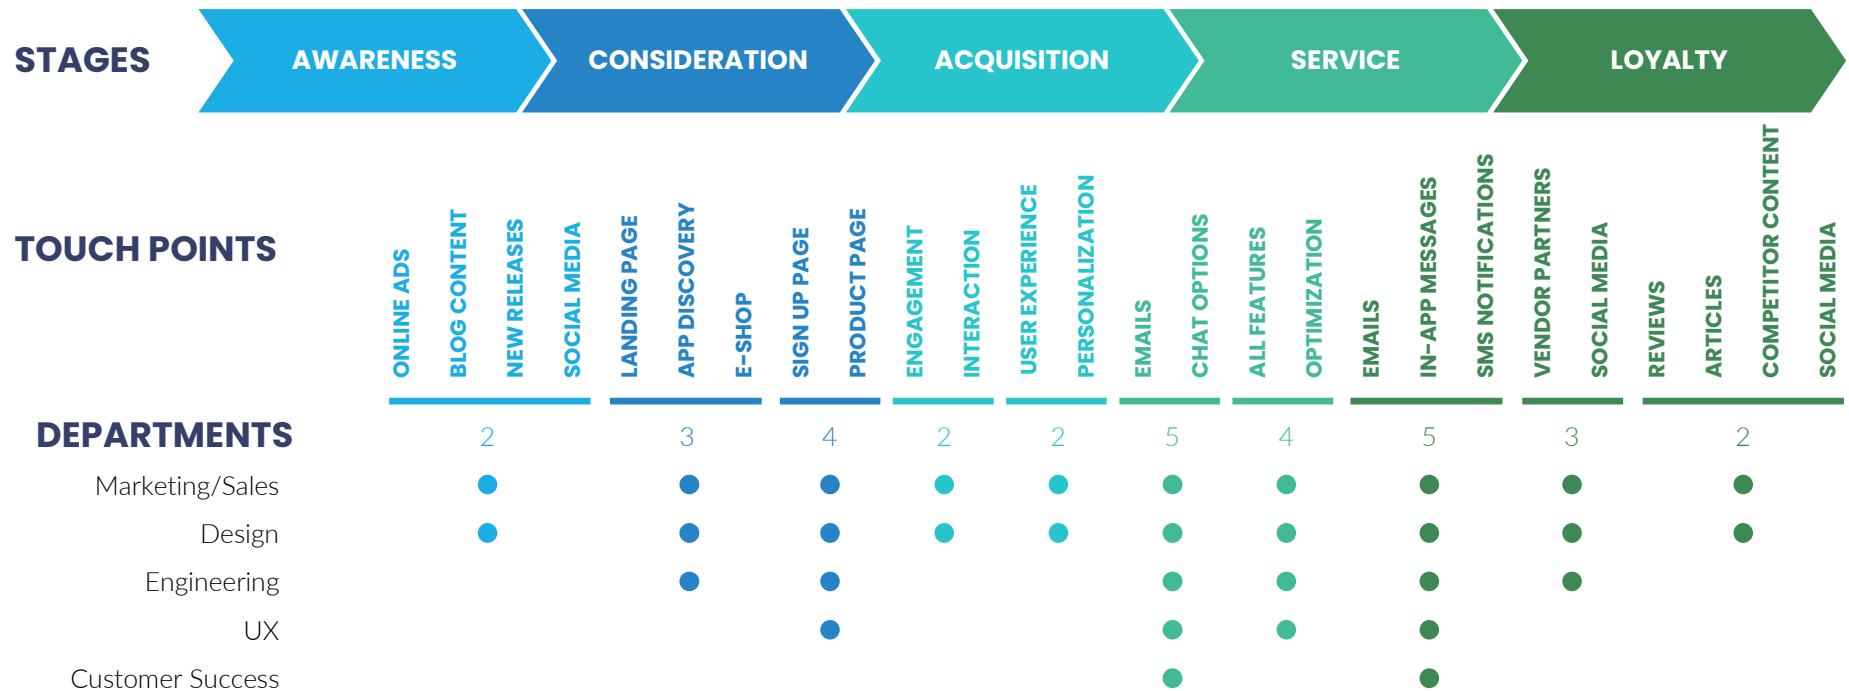 STAGES
AWARENESS
CONSIDERATION
ACQUISITION
SERVICE
LOYALTY
TOUCH POINTS
ONLINE ADS
BLOG CONTENT
NEW RELEASES
SOCIAL MEDIA
LANDING PAGE
APP DISCOVERY
E-SHOP
SIGN UP PAGE
PRODUCT PAGE
ENGAGEMENT
INTERACTION
USER EXPERIENCE
PERSONALIZATION
EMAILS
CHAT OPTIONS
ALL FEATURES
OPTIMIZATION
EMAILS
IN-APP MESSAGES
SMS NOTIFICATIONS
VENDOR PARTNERS
SOCIAL MEDIA
REVIEWS
ARTICLES
COMPETITOR CONTENT
SOCIAL MEDIA
DEPARTMENTS
2
3
4
2
2
5
4
5
3
2
Marketing/Sales
Design
Engineering
UX
Customer Success